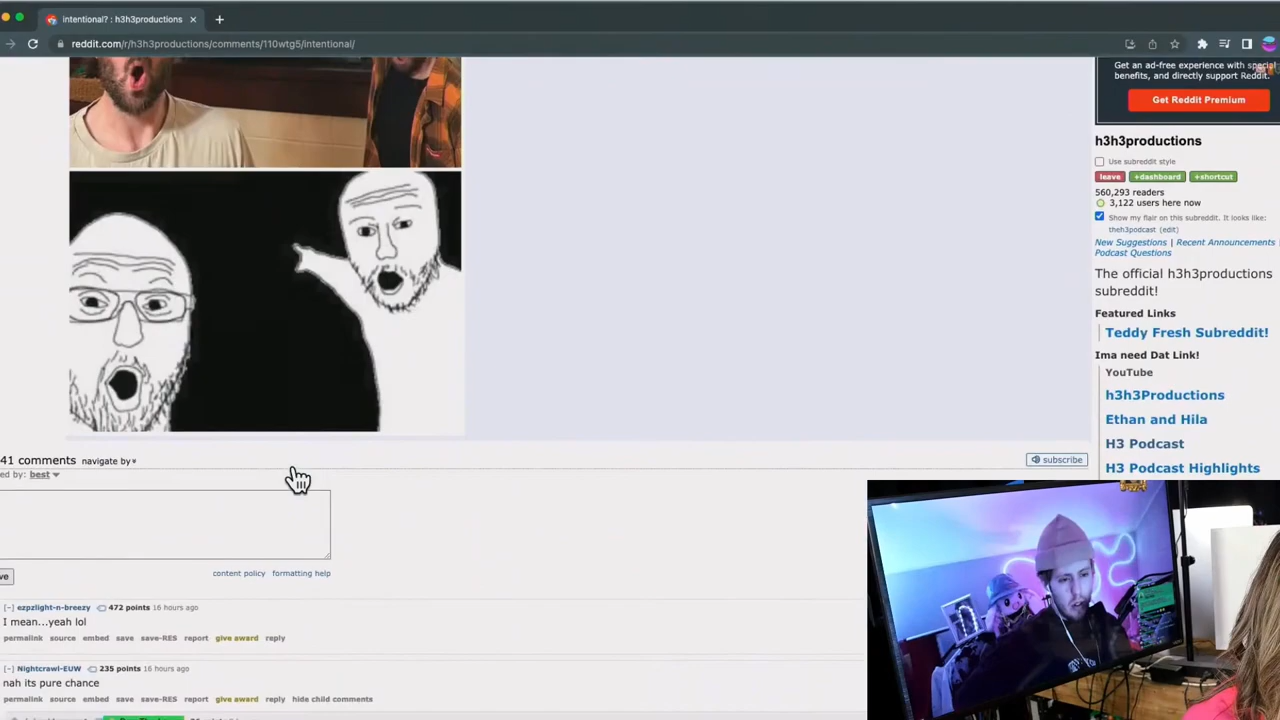 intentional? : h3h3productions
reddit.com/r/h3h3productions/comments/110wtg5/intentional/
Get an ad-free experience with special
benefits, and directly support Reddit.
Get Reddit Premium
h3h3productions
Use subreddit style
leave +dashboard +shortcut
560,293 readers
3,122 users here now
Show my flair on this subreddit. It looks like:
theh3podcast (edit)
New Suggestions | Recent Announcements |
Podcast Questions
The official h3h3productions
subreddit!
Featured Links
Teddy Fresh Subreddit!
Ima need Dat Link!
YouTube
h3h3Productions
Ethan and Hila
H3 Podcast
H3 Podcast Highlights
41 comments navigate by
ed by: best
subscribe
ve
content policy formatting help
[–] ezpzlight-n-breezy 472 points 16 hours ago
I mean...yeah lol
permalink source embed save save-RES report give award reply
[–] Nightcrawl-EUW 235 points 16 hours ago
nah its pure chance
permalink source embed save save-RES report give award reply hide child comments